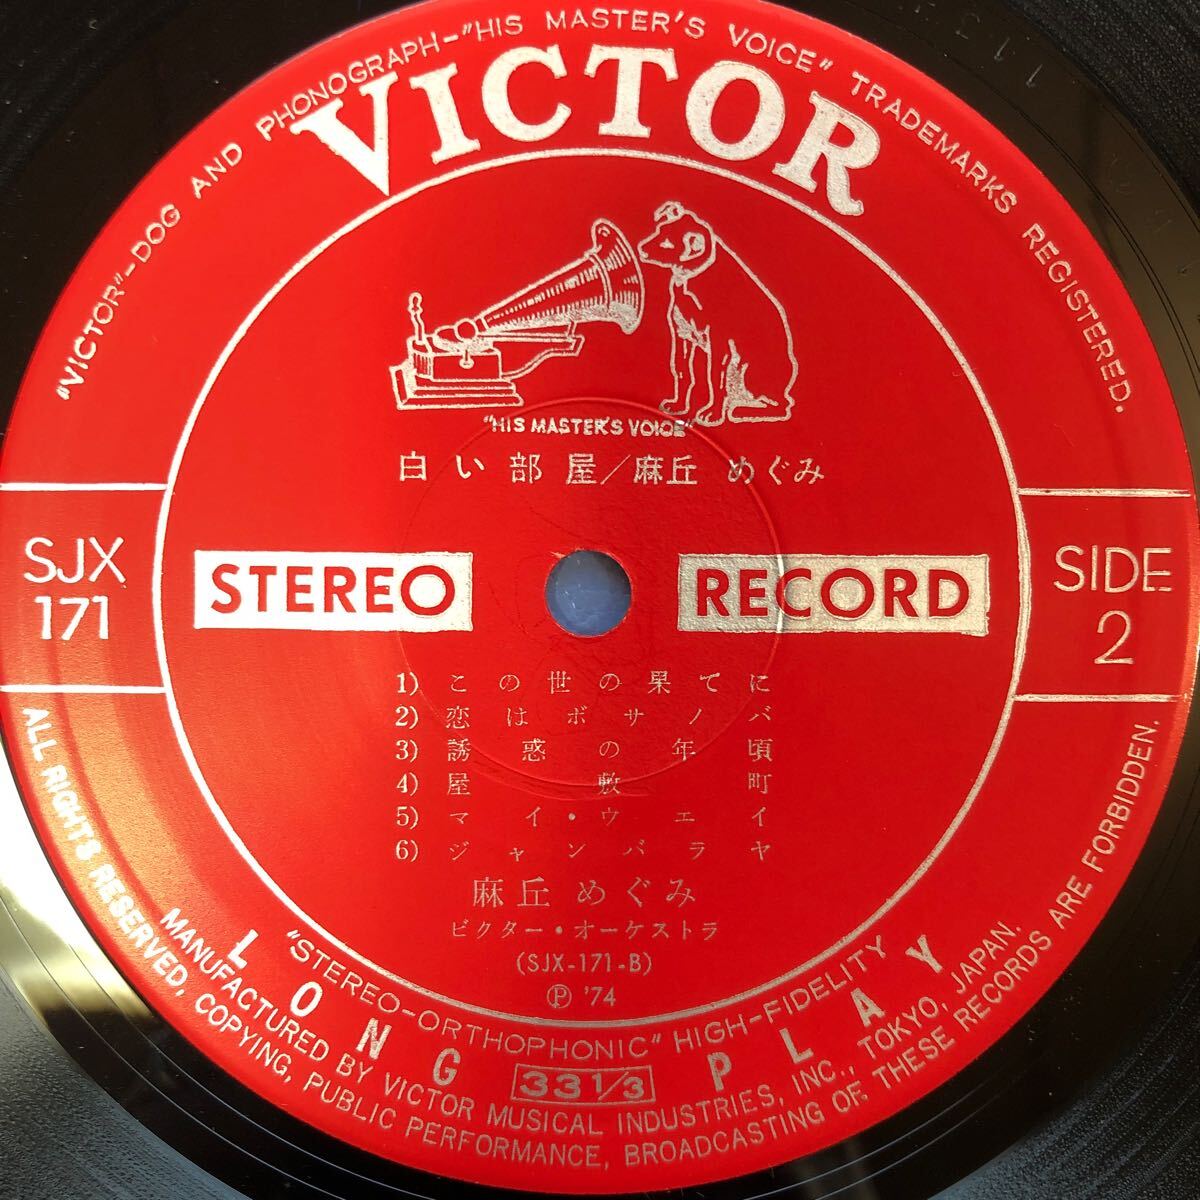 "VICTOR"-DOG AND PHONOGRAPH-"HIS MASTER'S VOICE" TRADEMARKS REGISTERED.
VICTOR
"HIS MASTER'S VOICE"
白い部屋/麻丘 めぐみ
SJX
171
STEREO
RECORD
SIDE
2
1) この世の果てに
2) 恋はボサノバ
3) 誘惑の年頃
4) 屋敷町
5) マイ・ウエイ
6) ジャンバラヤ
麻丘 めぐみ
ビクター・オーケストラ
(SJX-171-B)
Ⓟ '74
"STEREO-ORTHOPHONIC" HIGH-FIDELITY
LONG PLAY
33 1/3
MANUFACTURED BY VICTOR MUSICAL INDUSTRIES, INC., TOKYO, JAPAN.
ALL RIGHTS RESERVED, COPYING, PUBLIC PERFORMANCE, BROADCASTING OF THESE RECORDS ARE FORBIDDEN.